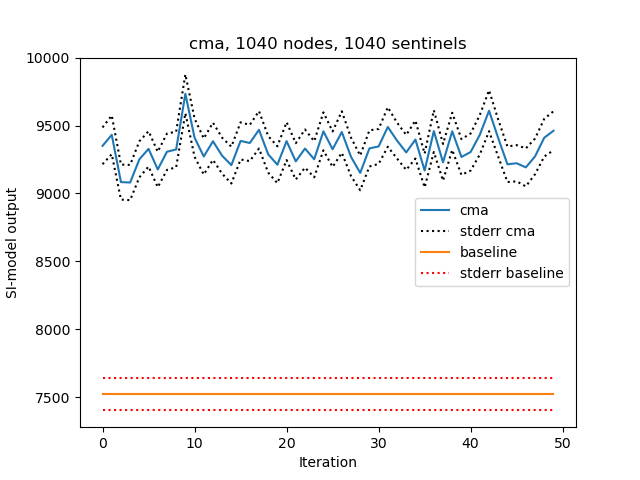 cma, 1040 nodes, 1040 sentinels
10000
9500
9000
8500
8000
7500
SI-model output
cma
stderr cma
baseline
stderr baseline
0 10 20 30 40 50
Iteration